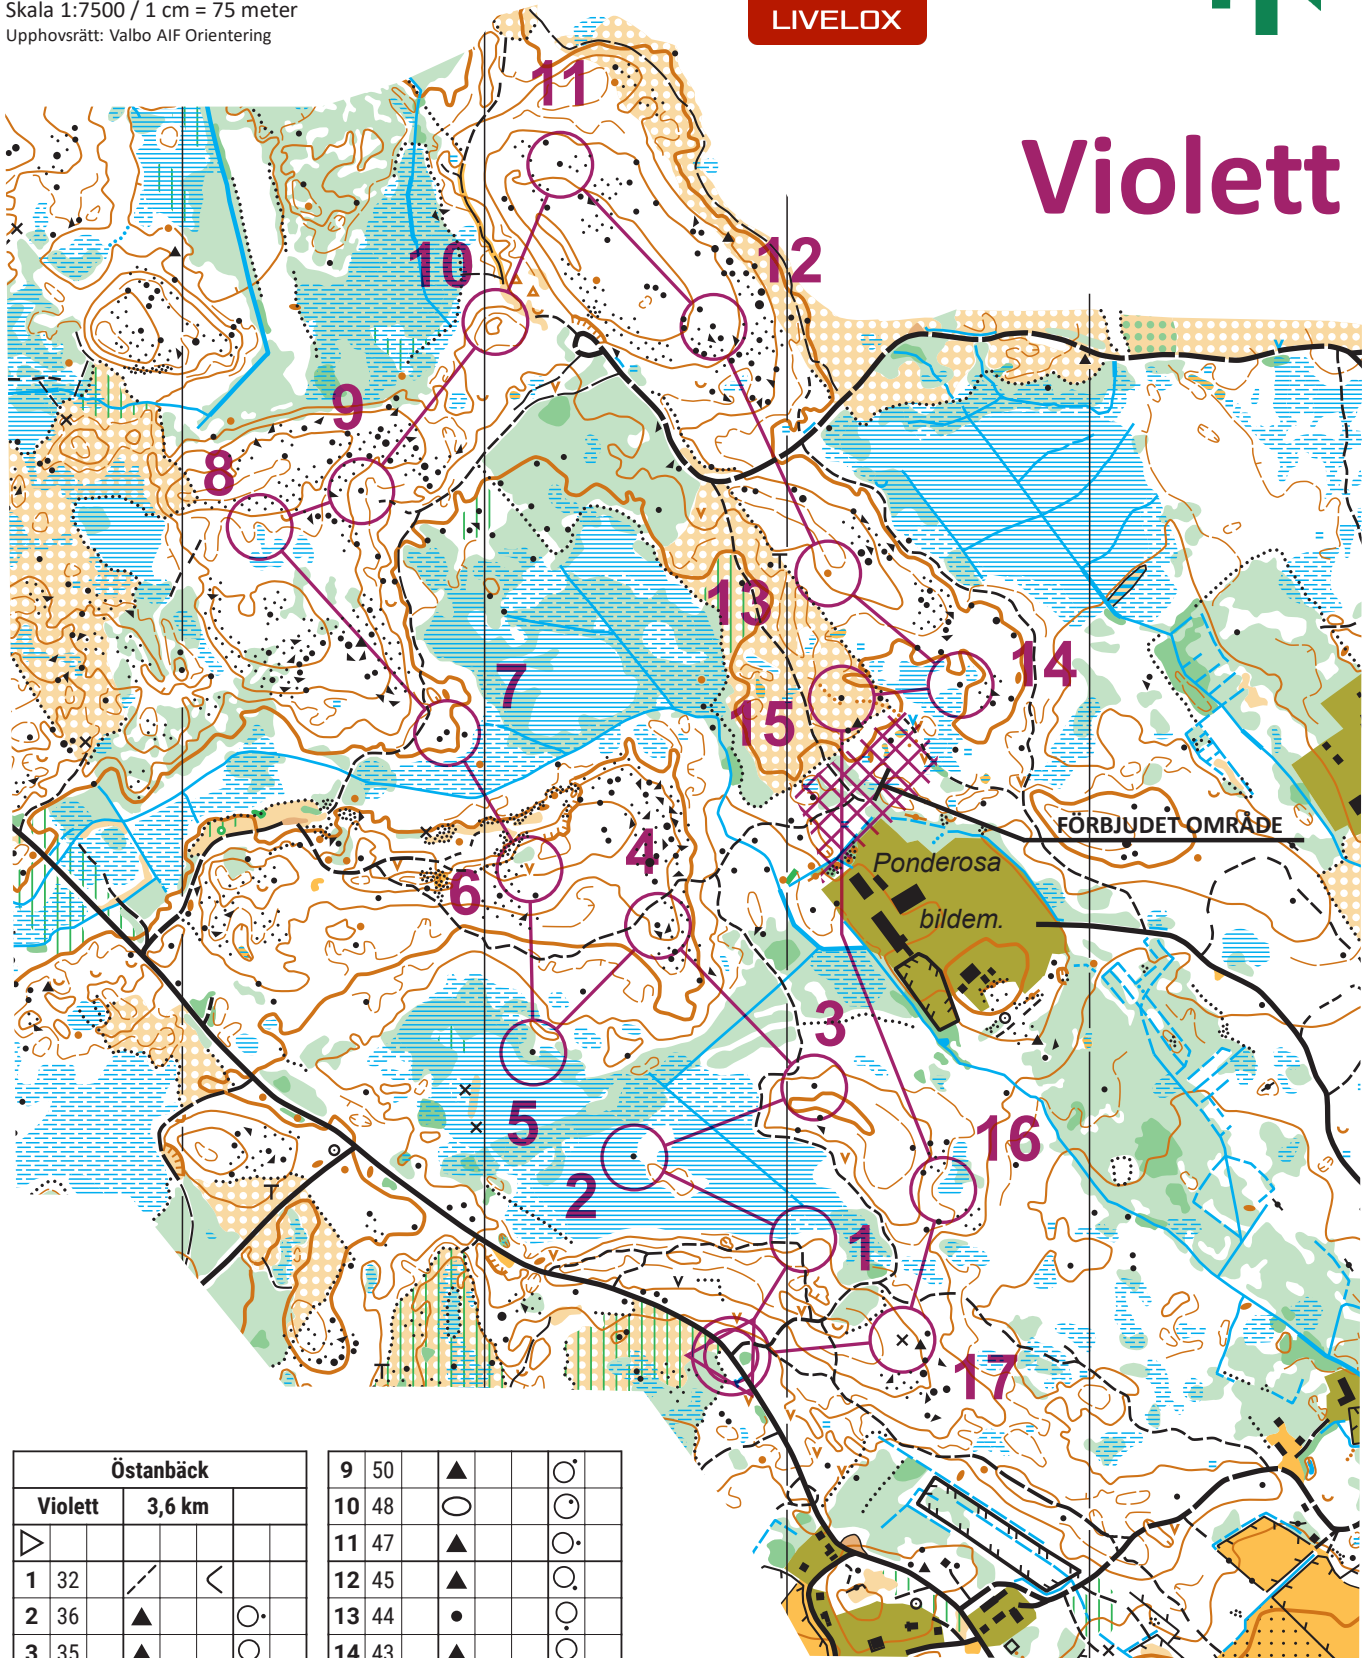 Skala 1:7500 / 1 cm = 75 meter
Upphovsrätt: Valbo AIF Orientering
LIVELOX
Violett
11
10
12
9
8
13
14
7
15
4
6
FÖRBJUDET OMRÅDE
Ponderosa
bildem.
3
5
16
2
1
17
Östanbäck
Violett 3,6 km
1 32
2 36
3 35
9 50
10 48
11 47
12 45
13 44
14 43